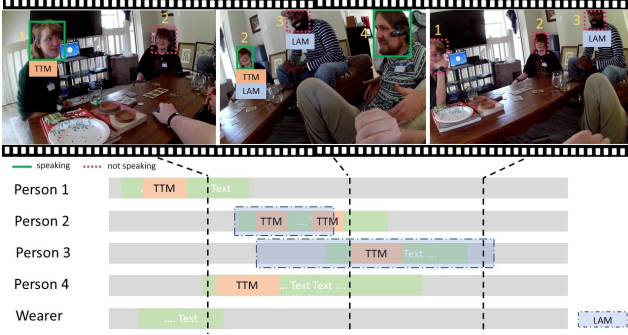 1
TTM
2
2
TTM
LAM
3
LAM
4
1
2
3
LAM
speaking
not speaking
Person 1
TTM
Text
Person 2
TTM
....
TTM
Person 3
TTM
Text ....
Person 4
TTM
... Text Text ...
Wearer
.... Text
LAM